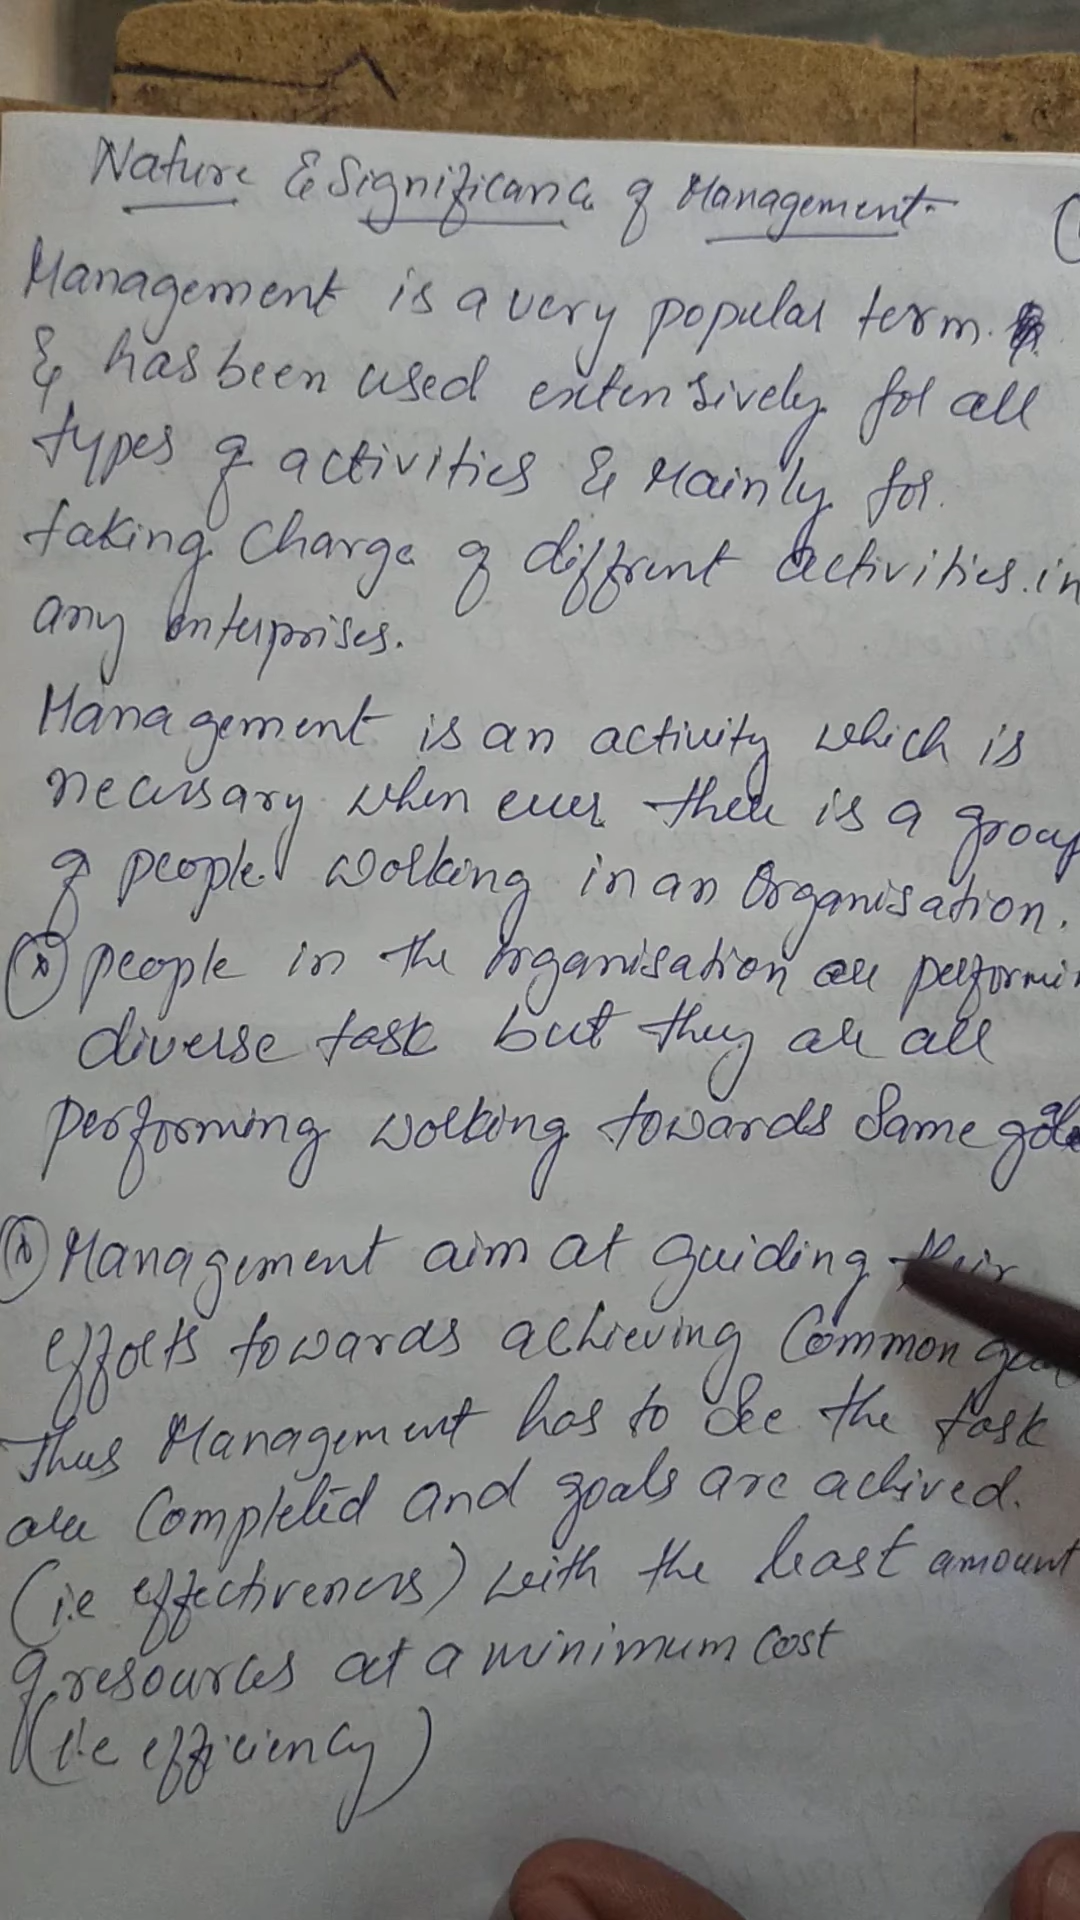 Nature & Significance of Management
Management is a very popular term
& has been used extensively for all
types of activities & Mainly for
taking charge of diffrent activities in
any enterprises.
Management is an activity which is
necessary when ever there is a group
of people working in an Organisation.
people in the organisation are performin
diverse task but they are all
performing working towards Same goal
Management aim at guiding their
efforts towards achieving Common goal
Thus Management has to see the task
are Completed and goals are achived.
(i.e effectiveness) with the least amount
of resources at a minimum cost
(i.e efficiency)